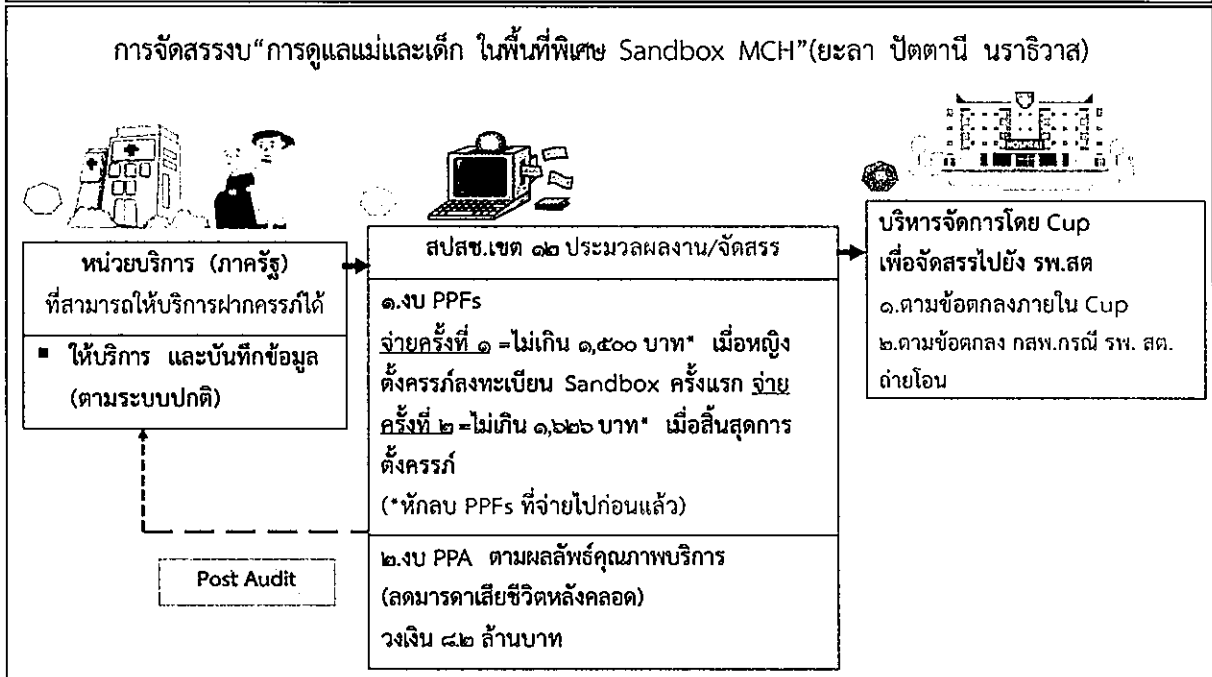 การจัดสรรงบ“การดูแลแม่และเด็ก ในพื้นที่พิเศษ Sandbox MCH”(ยะลา ปัตตานี นราธิวาส)
HOSPITAL
หน่วยบริการ (ภาครัฐ)
ที่สามารถให้บริการฝากครรภ์ได้
▪ ให้บริการ และบันทึกข้อมูล
(ตามระบบปกติ)
Post Audit
สปสช.เขต ๑๒ ประมวลผลงาน/จัดสรร
๑.งบ PPFs
จ่ายครั้งที่ ๑ =ไม่เกิน ๑,๕๐๐ บาท* เมื่อหญิง
ตั้งครรภ์ลงทะเบียน Sandbox ครั้งแรก จ่าย
ครั้งที่ ๒ =ไม่เกิน ๑,๖๒๖ บาท* เมื่อสิ้นสุดการ
ตั้งครรภ์
(*หักลบ PPFs ที่จ่ายไปก่อนแล้ว)
๒.งบ PPA ตามผลลัพธ์คุณภาพบริการ
(ลดมารดาเสียชีวิตหลังคลอด)
วงเงิน ๘.๒ ล้านบาท
บริหารจัดการโดย Cup
เพื่อจัดสรรไปยัง รพ.สต
๑.ตามข้อตกลงภายใน Cup
๒.ตามข้อตกลง กสพ.กรณี รพ. สต.
ถ่ายโอน